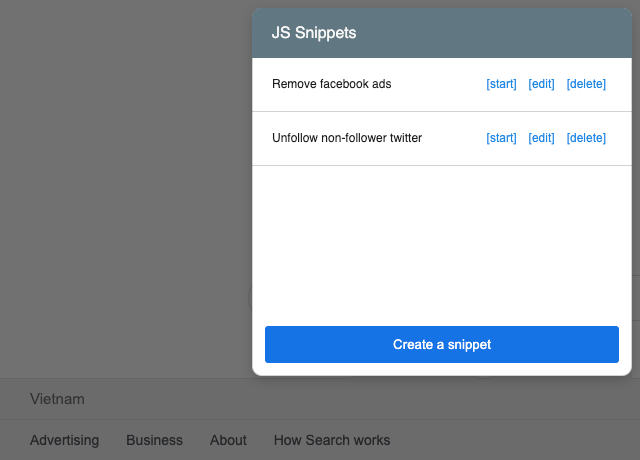 JS Snippets
Remove facebook ads [start] [edit] [delete]
Unfollow non-follower twitter [start] [edit] [delete]
Create a snippet
Vietnam
Advertising Business About How Search works